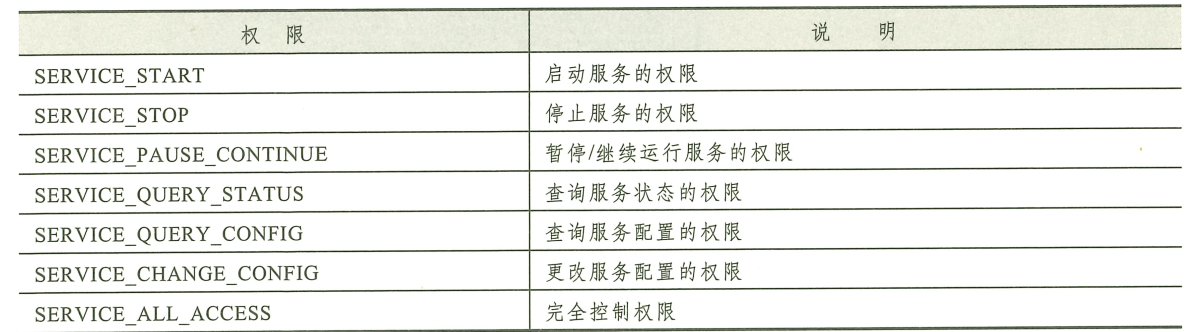 权 限 说 明
SERVICE_START 启动服务的权限
SERVICE_STOP 停止服务的权限
SERVICE_PAUSE_CONTINUE 暂停/继续运行服务的权限
SERVICE_QUERY_STATUS 查询服务状态的权限
SERVICE_QUERY_CONFIG 查询服务配置的权限
SERVICE_CHANGE_CONFIG 更改服务配置的权限
SERVICE_ALL_ACCESS 完全控制权限